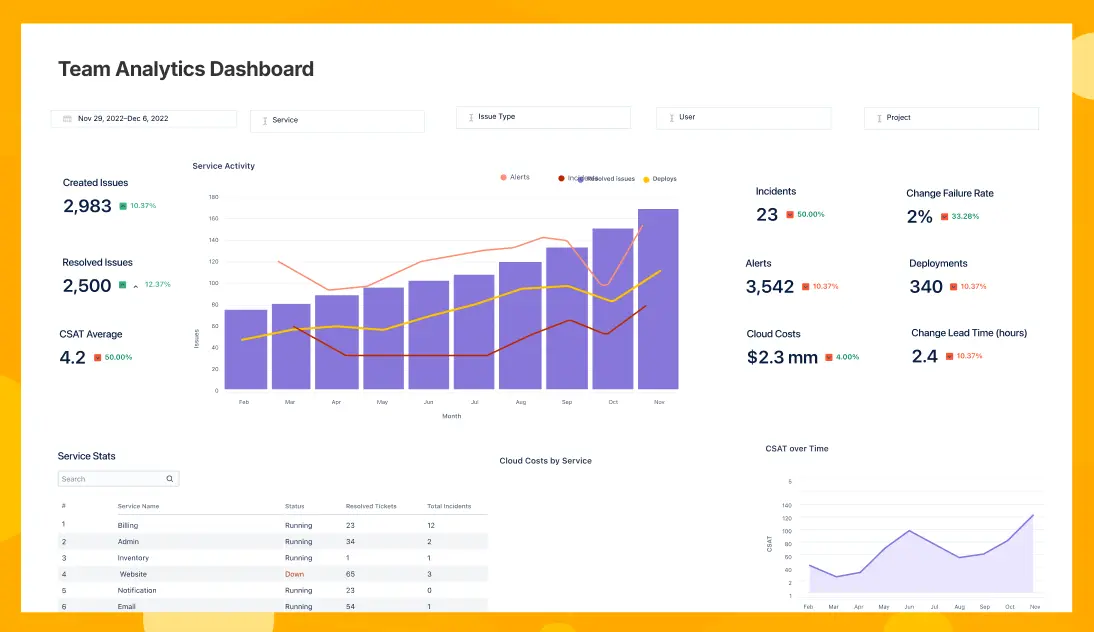 Team Analytics Dashboard
Nov 29, 2022–Dec 6, 2022
Service
Issue Type
User
Project
Created Issues
2,983 10.37%
Resolved Issues
2,500 12.37%
CSAT Average
4.2 50.00%
Service Activity
Alerts Incidents Resolved issues Deploys
180
160
140
120
100
80
60
40
20
0
Issues
Feb Mar Apr May Jun Jul Aug Sep Oct Nov
Month
Incidents
23 50.00%
Change Failure Rate
2% 33.28%
Alerts
3,542 10.37%
Deployments
340 10.37%
Cloud Costs
$2.3 mm 4.00%
Change Lead Time (hours)
2.4 10.37%
Service Stats
Search
# Service Name Status Resolved Tickets Total Incidents
1 Billing Running 23 12
2 Admin Running 34 2
3 Inventory Running 1 1
4 Website Down 65 3
5 Notification Running 23 0
6 Email Running 54 1
Cloud Costs by Service
CSAT over Time
5
140
120
100
80
60
40
2
1
CSAT
Feb Mar Apr May Jun Jul Aug Sep Oct Nov